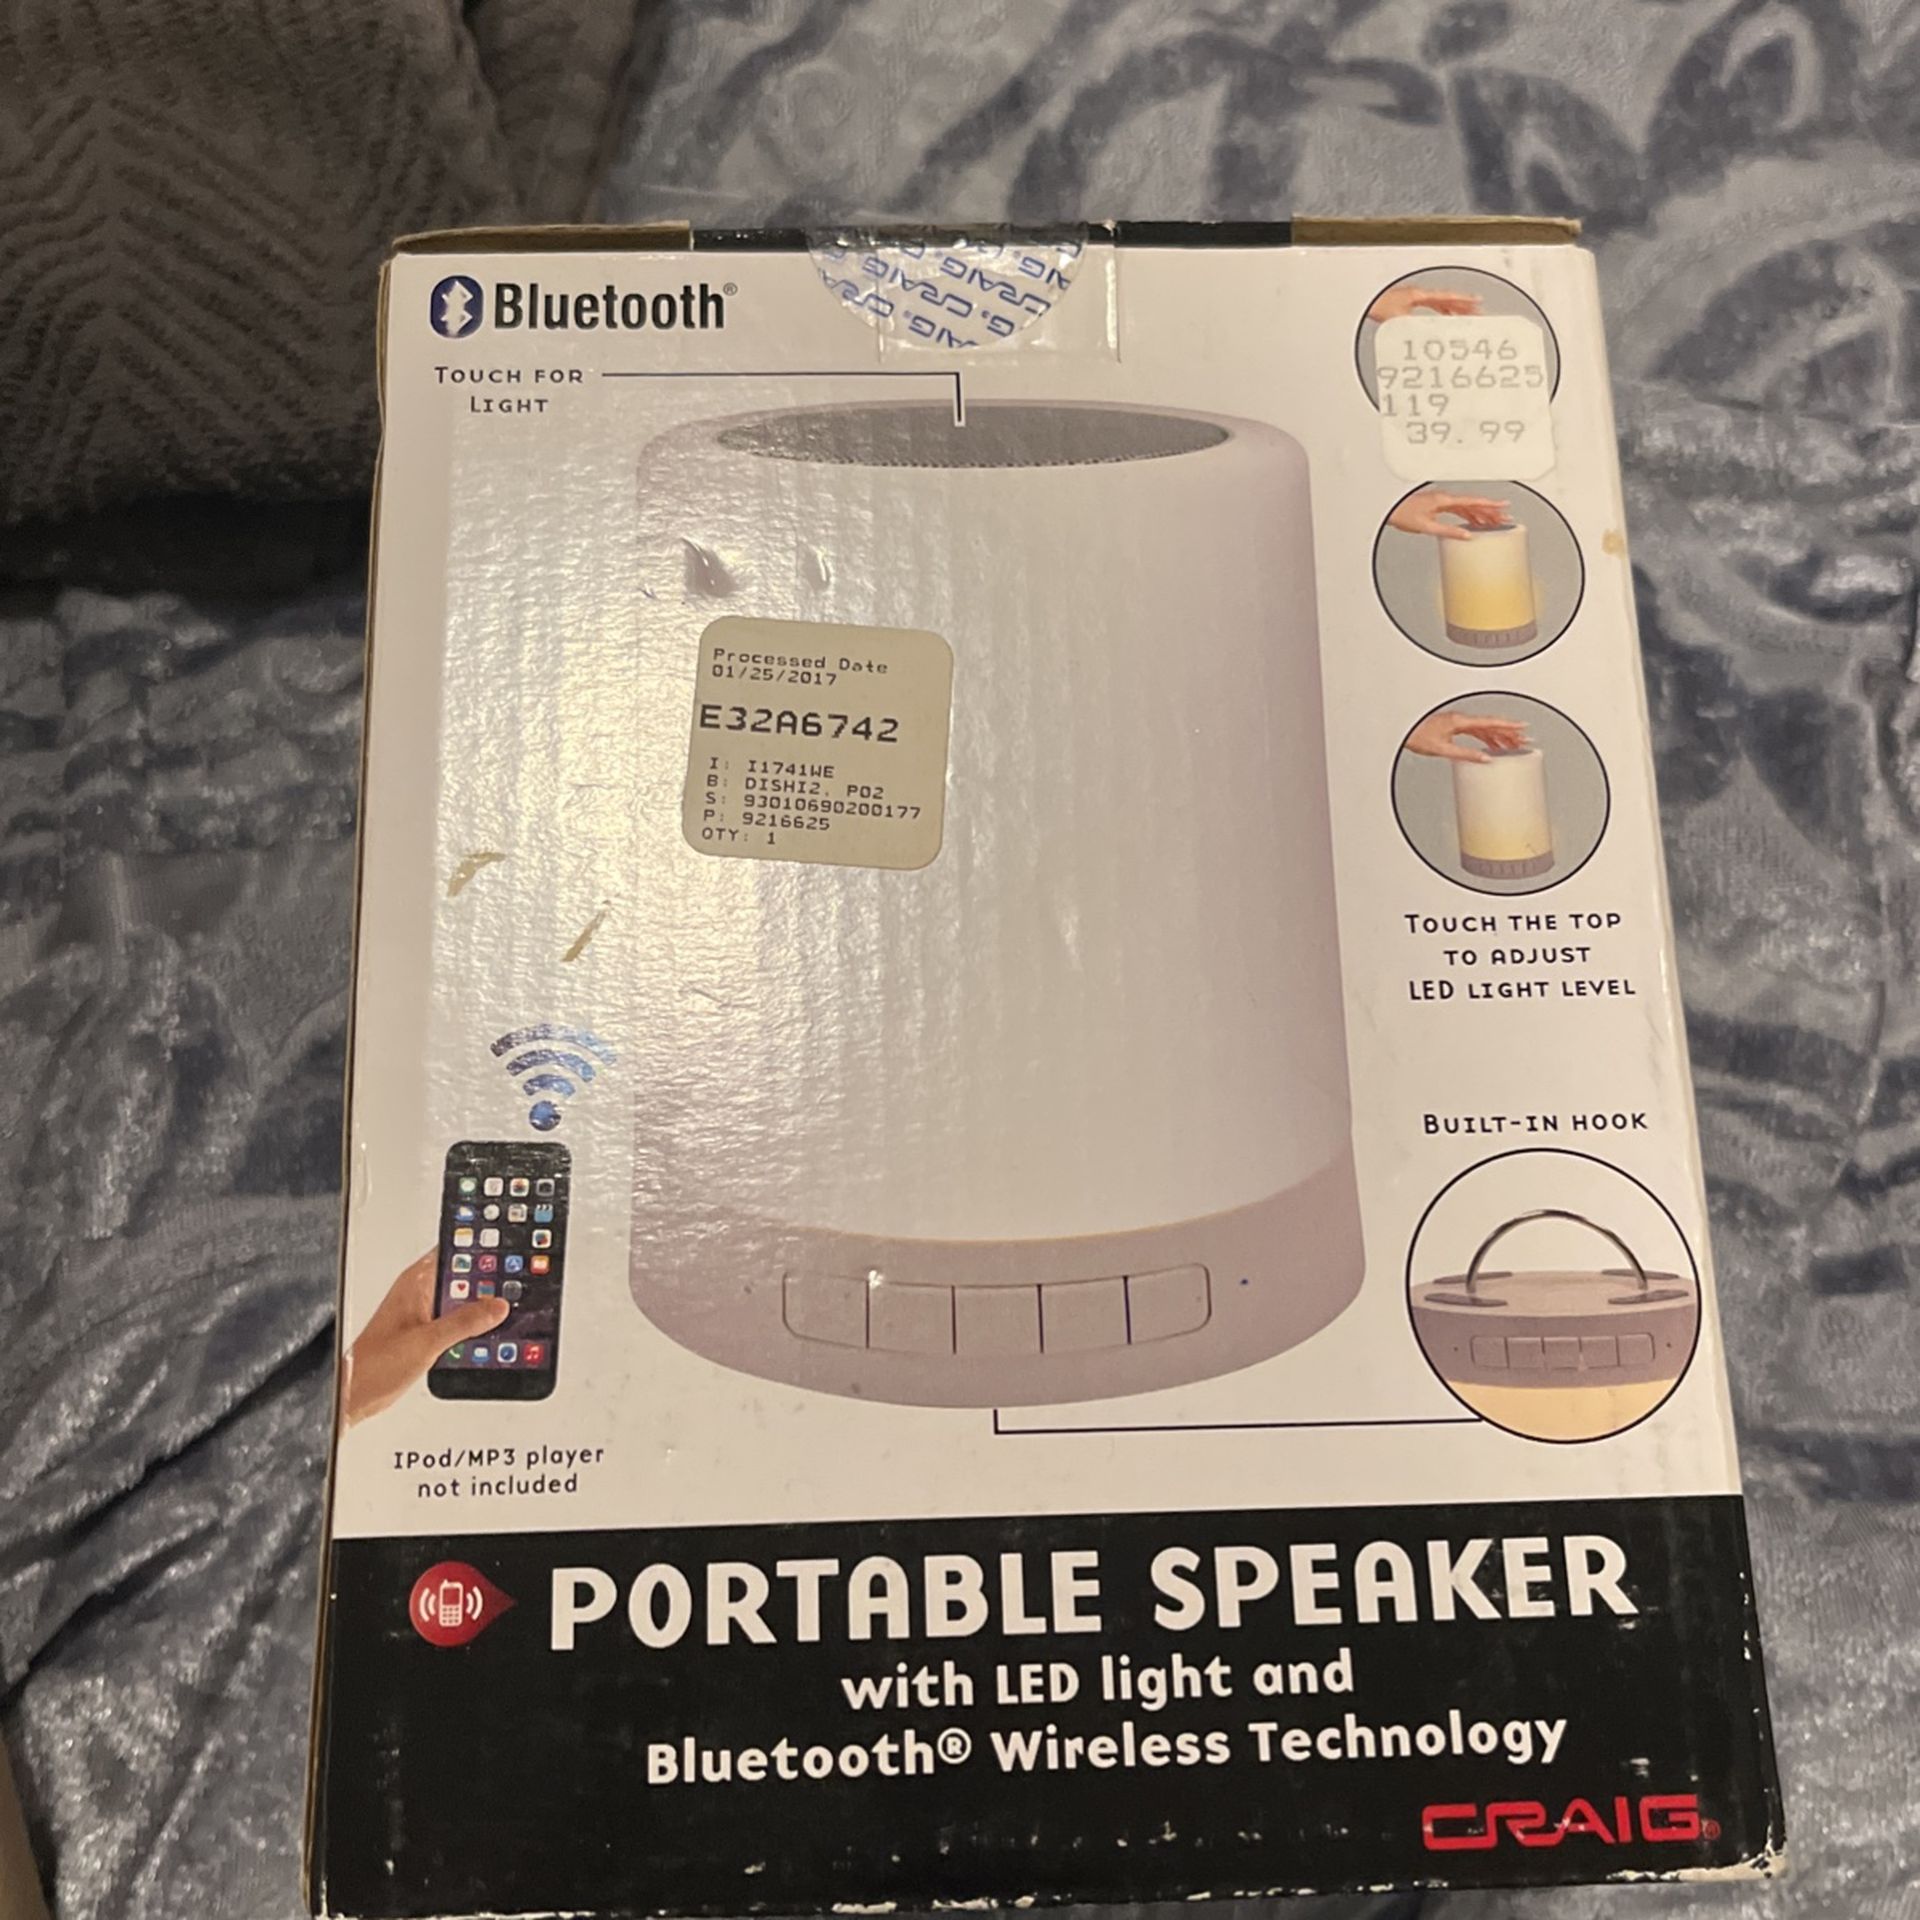 Bluetooth®
TOUCH FOR
LIGHT
10546
9216625
119
39.99
Processed Date
01/25/2017
E32A6742
I: I1741WE
B: DISHI2, P02
S: 93010690200177
P: 9216625
QTY: 1
TOUCH THE TOP
TO ADJUST
LED LIGHT LEVEL
BUILT-IN HOOK
IPod/MP3 player
not included
PORTABLE SPEAKER
with LED light and
Bluetooth® Wireless Technology
CRAIG®